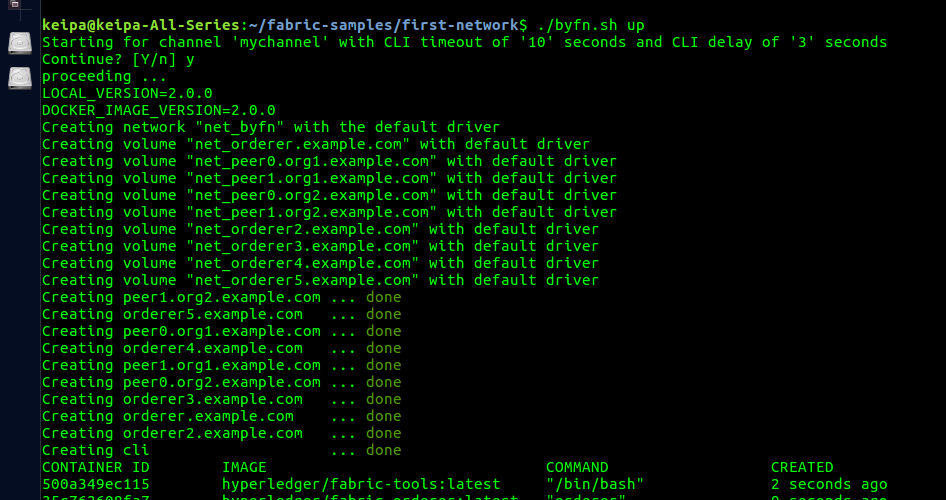 keipa@keipa-All-Series:~/fabric-samples/first-network$ ./byfn.sh up
Starting for channel 'mychannel' with CLI timeout of '10' seconds and CLI delay of '3' seconds
Continue? [Y/n] y
proceeding ...
LOCAL_VERSION=2.0.0
DOCKER_IMAGE_VERSION=2.0.0
Creating network "net_byfn" with the default driver
Creating volume "net_orderer.example.com" with default driver
Creating volume "net_peer0.org1.example.com" with default driver
Creating volume "net_peer1.org1.example.com" with default driver
Creating volume "net_peer0.org2.example.com" with default driver
Creating volume "net_peer1.org2.example.com" with default driver
Creating volume "net_orderer2.example.com" with default driver
Creating volume "net_orderer3.example.com" with default driver
Creating volume "net_orderer4.example.com" with default driver
Creating volume "net_orderer5.example.com" with default driver
Creating peer1.org2.example.com ... done
Creating orderer5.example.com   ... done
Creating peer0.org1.example.com ... done
Creating orderer4.example.com   ... done
Creating peer1.org1.example.com ... done
Creating peer0.org2.example.com ... done
Creating orderer3.example.com   ... done
Creating orderer.example.com    ... done
Creating orderer2.example.com   ... done
Creating cli                    ... done
CONTAINER ID        IMAGE                               COMMAND                  CREATED
500a349ec115        hyperledger/fabric-tools:latest     "/bin/bash"              2 seconds ago